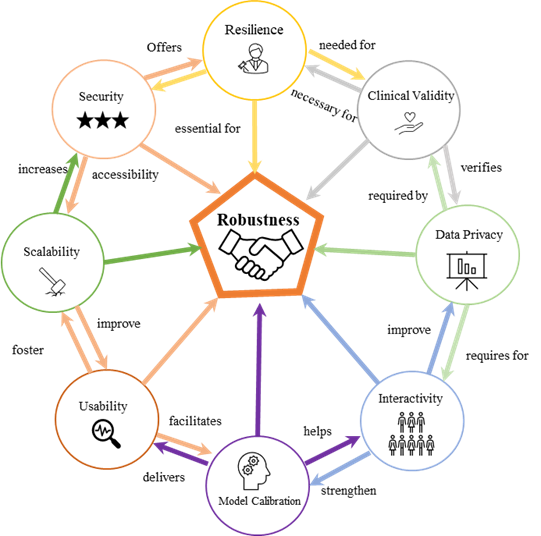 Resilience
Offers
needed for
Security
Clinical Validity
necessary for
essential for
increases
accessibility
required by
verifies
Robustness
Scalability
Data Privacy
improve
improve
foster
requires for
Usability
Interactivity
facilitates
helps
delivers
strengthen
Model Calibration